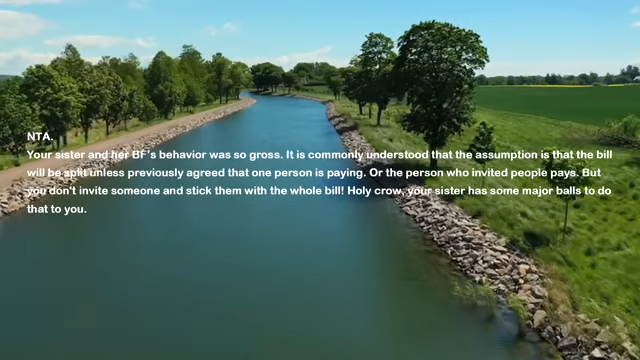 NTA.
Your sister and her BF's behavior was so gross. It is commonly understood that the assumption is that the bill
will be split unless previously agreed that one person is paying. Or the person who invited people pays. But
you don't invite someone and stick them with the whole bill! Holy crow, your sister has some major balls to do
that to you.